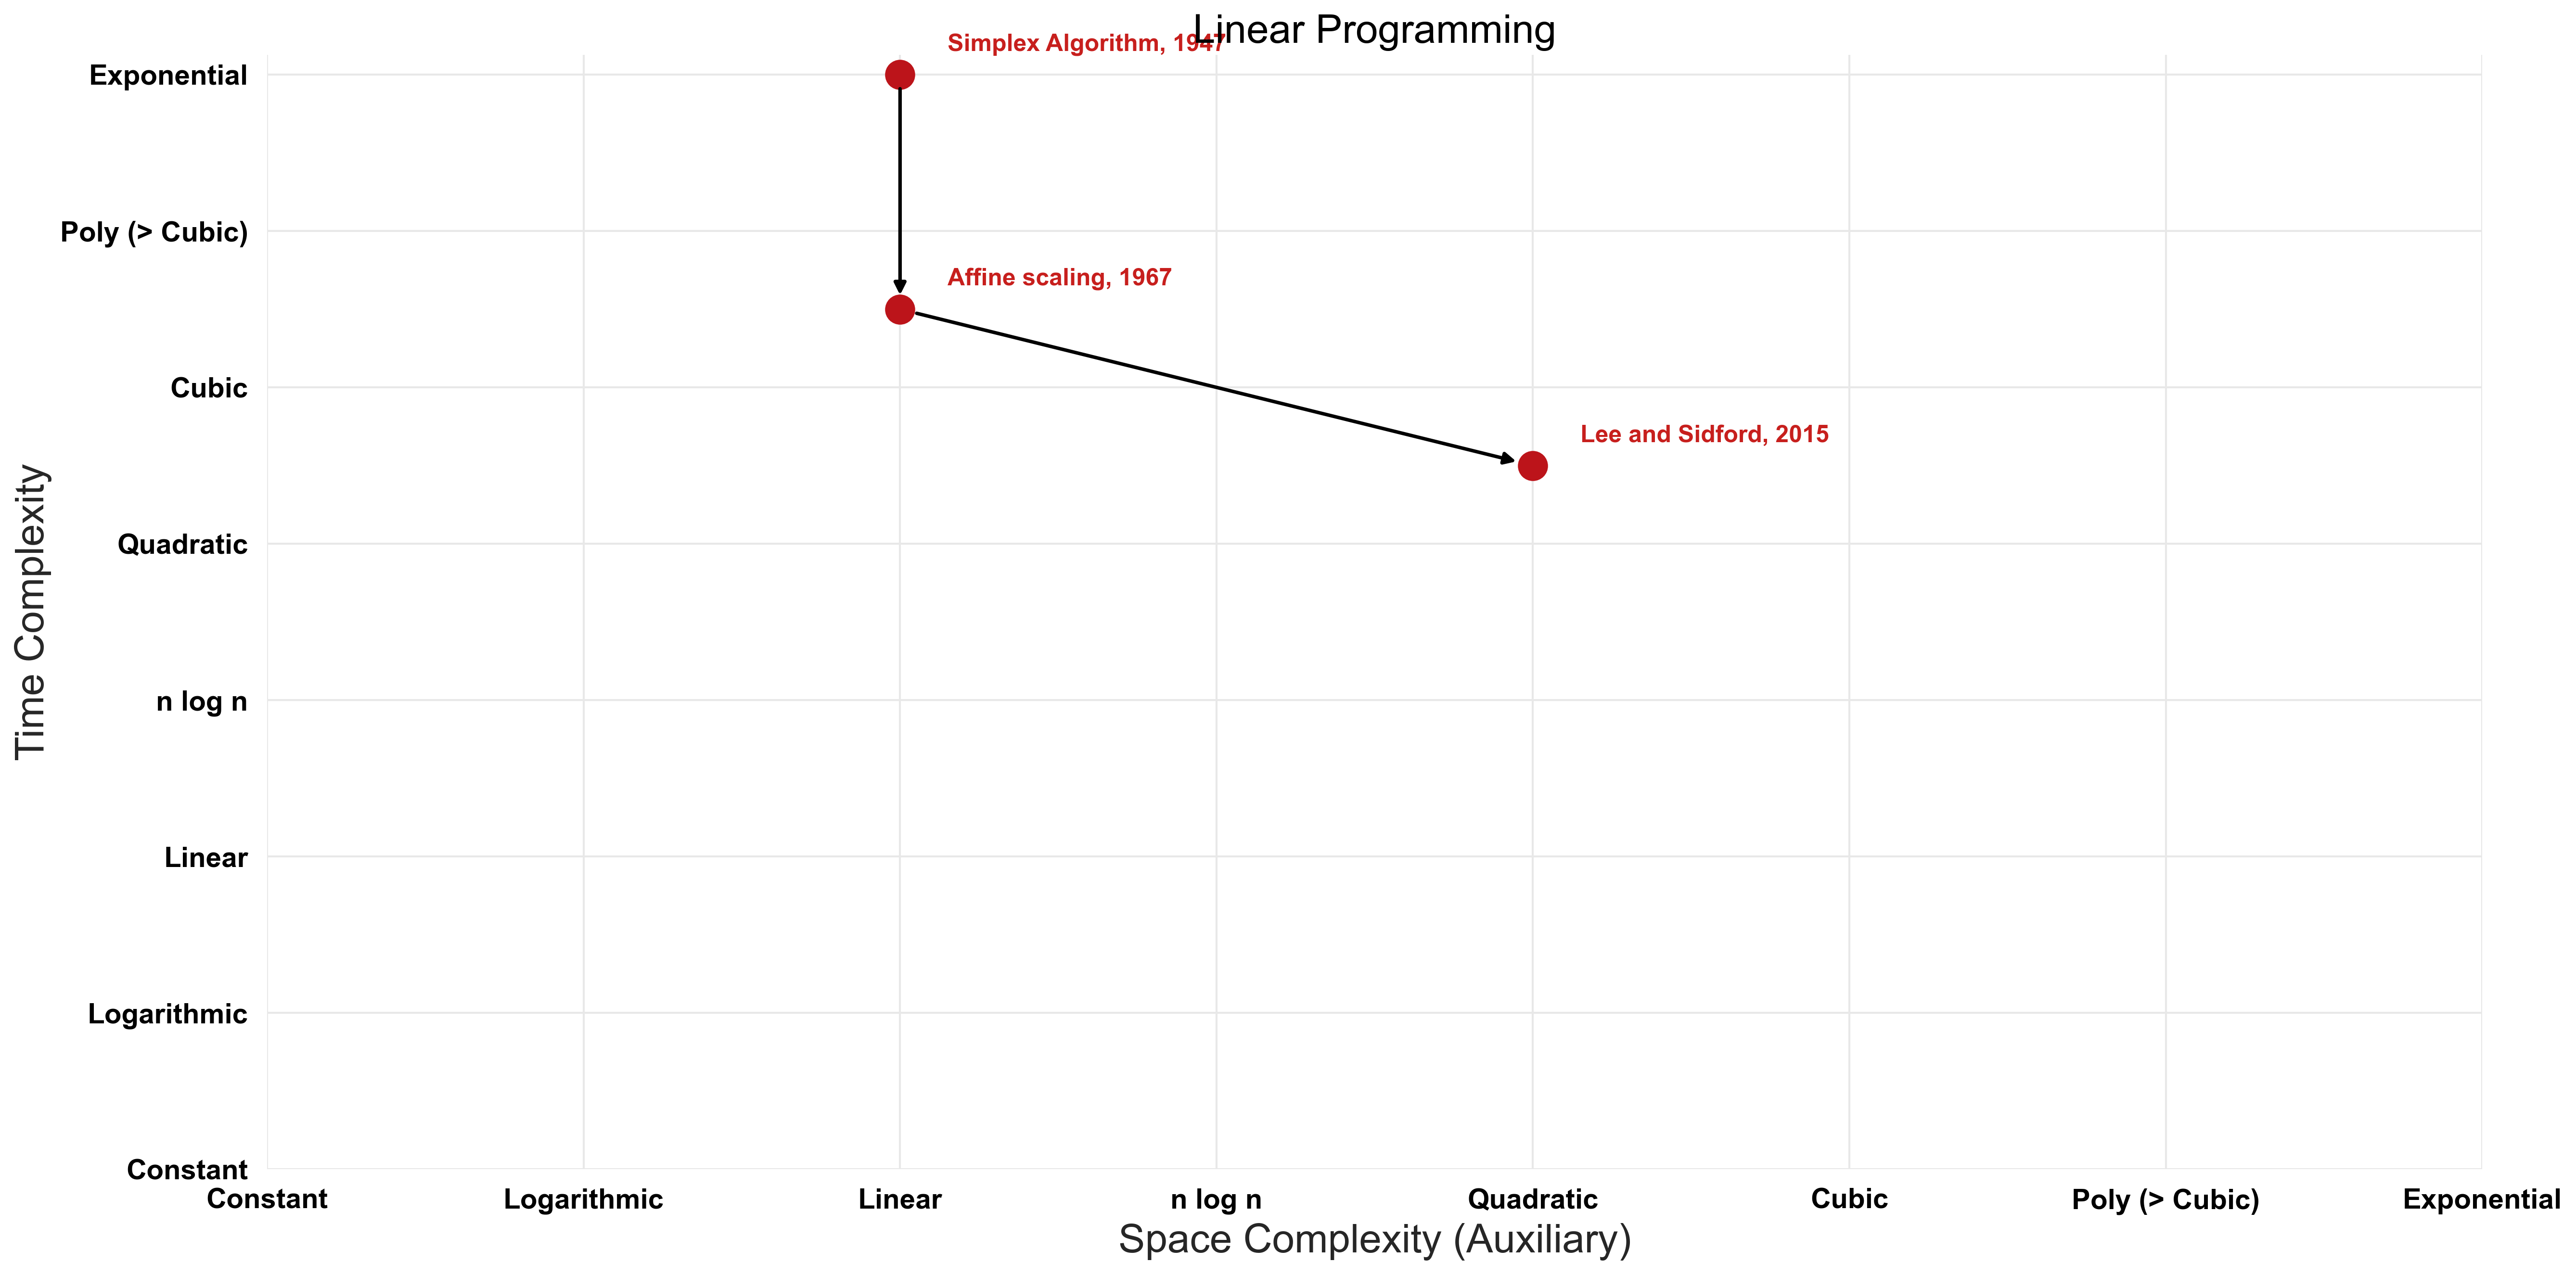 Linear Programming
Simplex Algorithm, 1947
Exponential
Poly (> Cubic)
Affine scaling, 1967
Cubic
Lee and Sidford, 2015
Quadratic
n log n
Linear
Logarithmic
Constant
Time Complexity
Constant
Logarithmic
Linear
n log n
Quadratic
Cubic
Poly (> Cubic)
Exponential
Space Complexity (Auxiliary)